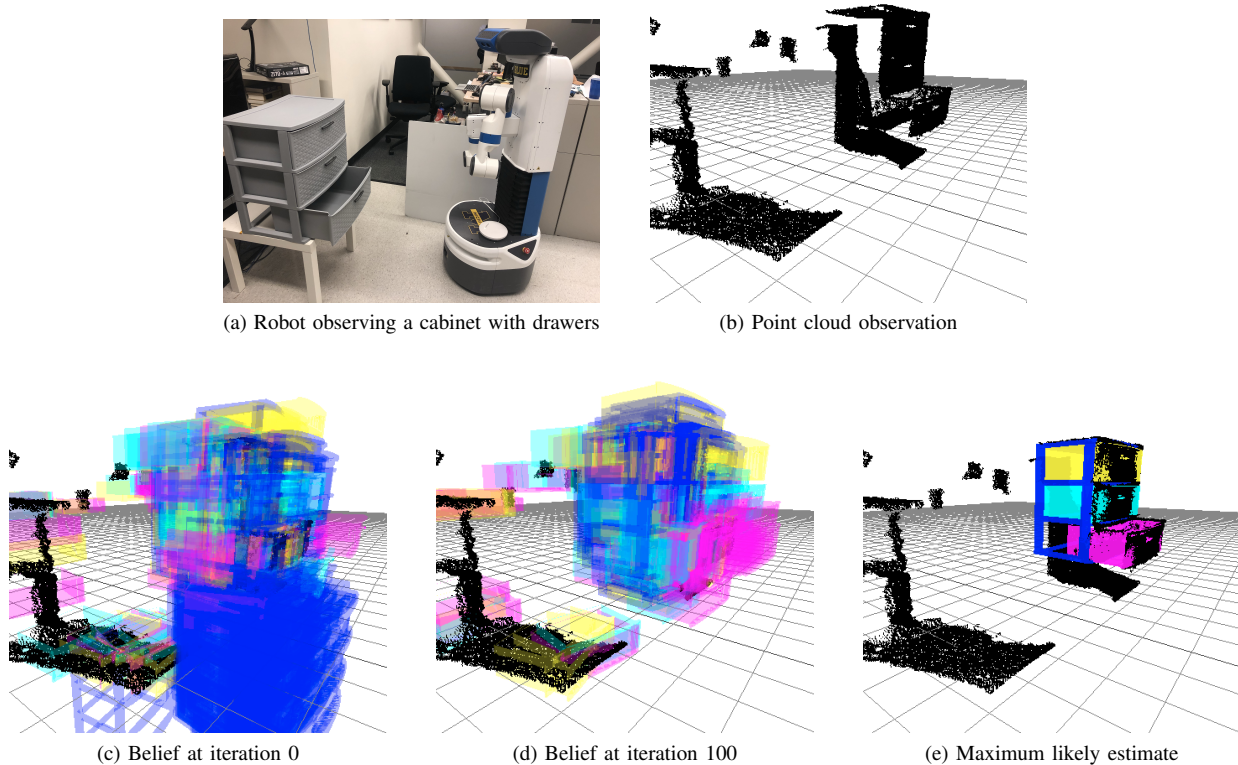 (a) Robot observing a cabinet with drawers
(b) Point cloud observation
(c) Belief at iteration 0
(d) Belief at iteration 100
(e) Maximum likely estimate